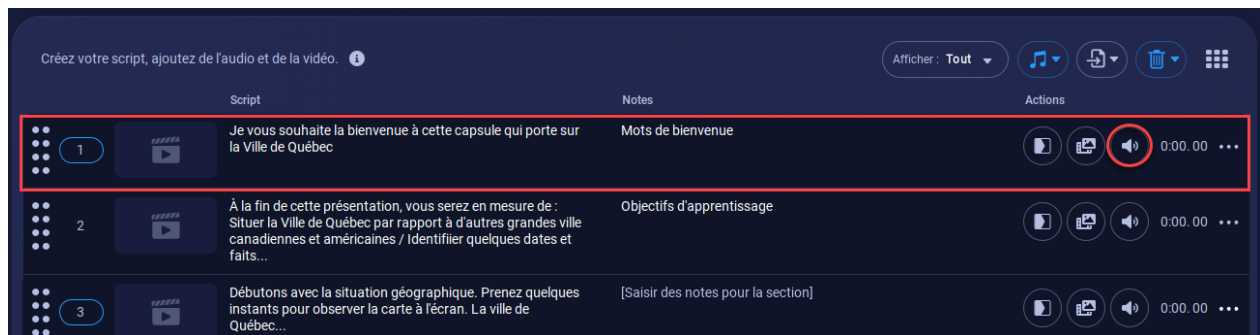 Créez votre script, ajoutez de l'audio et de la vidéo.
Afficher : Tout
Script Notes Actions
1 Je vous souhaite la bienvenue à cette capsule qui porte sur Mots de bienvenue 0:00.00
la Ville de Québec
À la fin de cette présentation, vous serez en mesure de : Objectifs d'apprentissage
2 Situer la Ville de Québec par rapport à d'autres grandes ville 0:00.00
canadiennes et américaines / Identifiier quelques dates et
faits...
Débutons avec la situation géographique. Prenez quelques [Saisir des notes pour la section]
3 instants pour observer la carte à l'écran. La ville de 0:00.00
Québec...